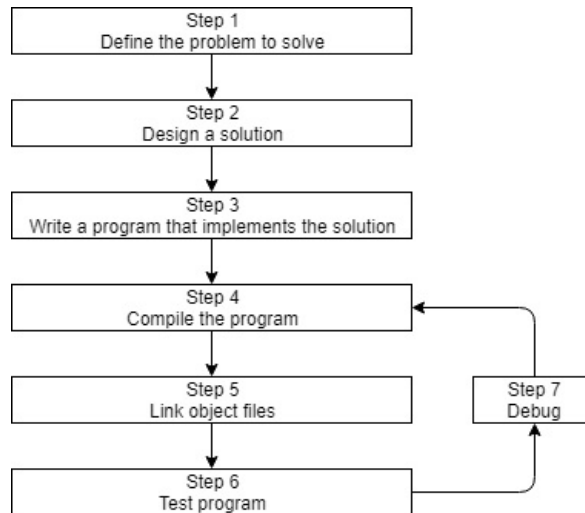 Step 1
Define the problem to solve
Step 2
Design a solution
Step 3
Write a program that implements the solution
Step 4
Compile the program
Step 5
Link object files
Step 7
Debug
Step 6
Test program